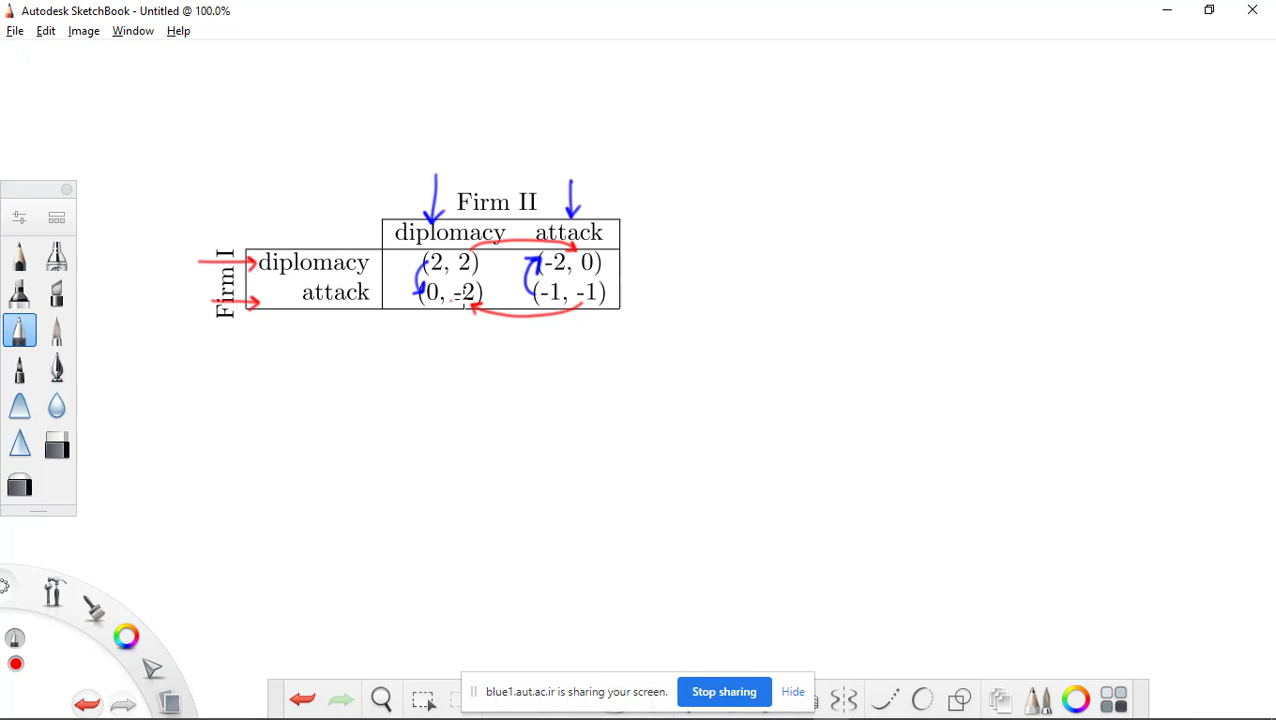 Autodesk SketchBook - Untitled @ 100.0%
File Edit Image Window Help
Firm II
diplomacy attack
Firm I
diplomacy (2, 2) (-2, 0)
attack (0, -2) (-1, -1)
blue1.aut.ac.ir is sharing your screen. Stop sharing Hide